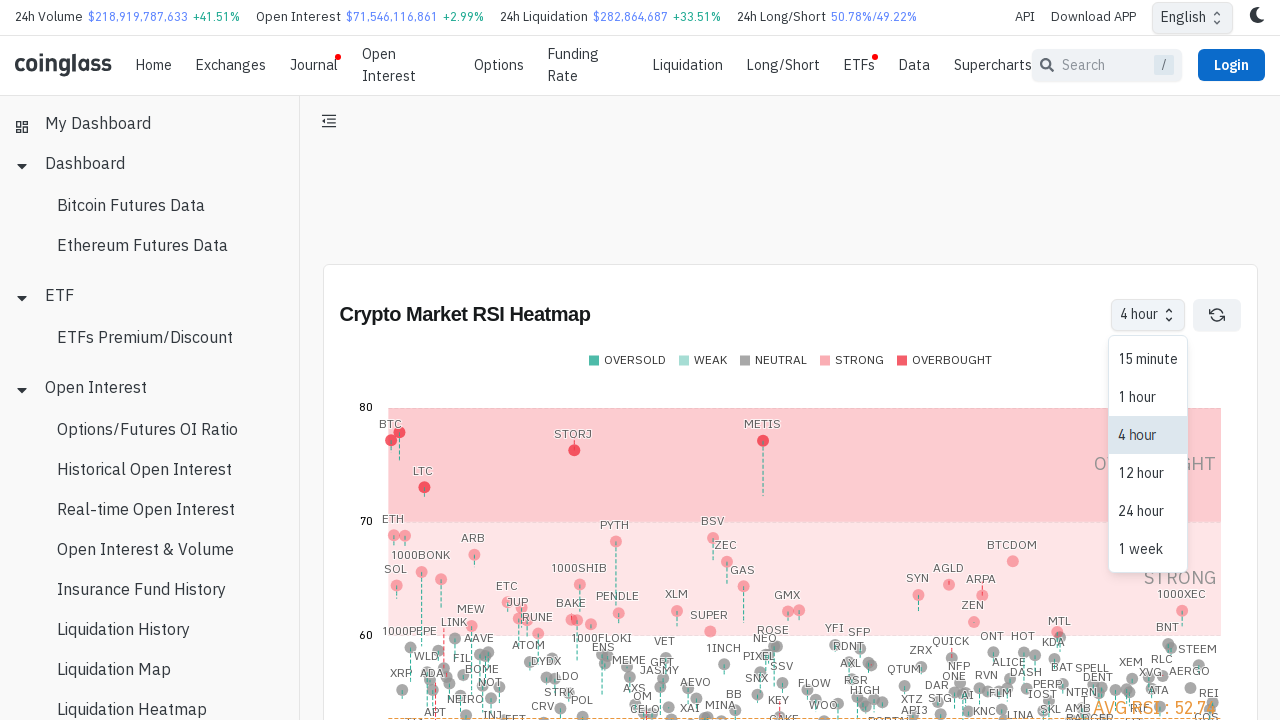 24h Volume $218,919,787,633 +41.51% Open Interest $71,546,116,861 +2.99% 24h Liquidation $282,864,687 +33.51% 24h Long/Short 50.78%/49.22% API Download APP English
coinglass Home Exchanges Journal Open Interest Options Funding Rate Liquidation Long/Short ETFs Data Supercharts Search / Login
My Dashboard
Dashboard
Bitcoin Futures Data
Ethereum Futures Data
ETF
ETFs Premium/Discount
Open Interest
Options/Futures OI Ratio
Historical Open Interest
Real-time Open Interest
Open Interest & Volume
Insurance Fund History
Liquidation History
Liquidation Map
Liquidation Heatmap
Crypto Market RSI Heatmap
4 hour
15 minute
1 hour
4 hour
12 hour
24 hour
1 week
OVERSOLD WEAK NEUTRAL STRONG OVERBOUGHT
80
BTC METIS
STORJ
LTC
70
ETH PYTH BSV
ARB ZEC BTCDOM
1000BONK
SOL 1000SHIB GAS AGLD
SYN ARPA
STRONG
ETC PENDLE XLM GMX 1000XEC
JUP BAKE ZEN
MEW RUNE SUPER
LINK MTL
60
1000PEPE AAVE 1000FLOKI ROSE YFI SFP BNT
ATOM ENS VET NEO RDNT QUICK ONT HOT KDA
WLD FIL DYDX MEME GRT 1INCH PIXEL ZRX STEEM
XRP ADA BOME LDO JASMY SNX SSV AXL QTUM NFP ALICE BAT SPELL XEM RLC
NOT STRK AXS AEVO FLOW RSR ONE RVN DASH DENT XVG AERGO
NEIRO POL OM BB KEY HIGH DAR AI FLM PERP NTRN ATA REI
APT INJ CRV CELO XAI MINA WOO XTZ STG IOST AMB
API3 KNC LINA SKL BADGER
AVG RSI: 52.74